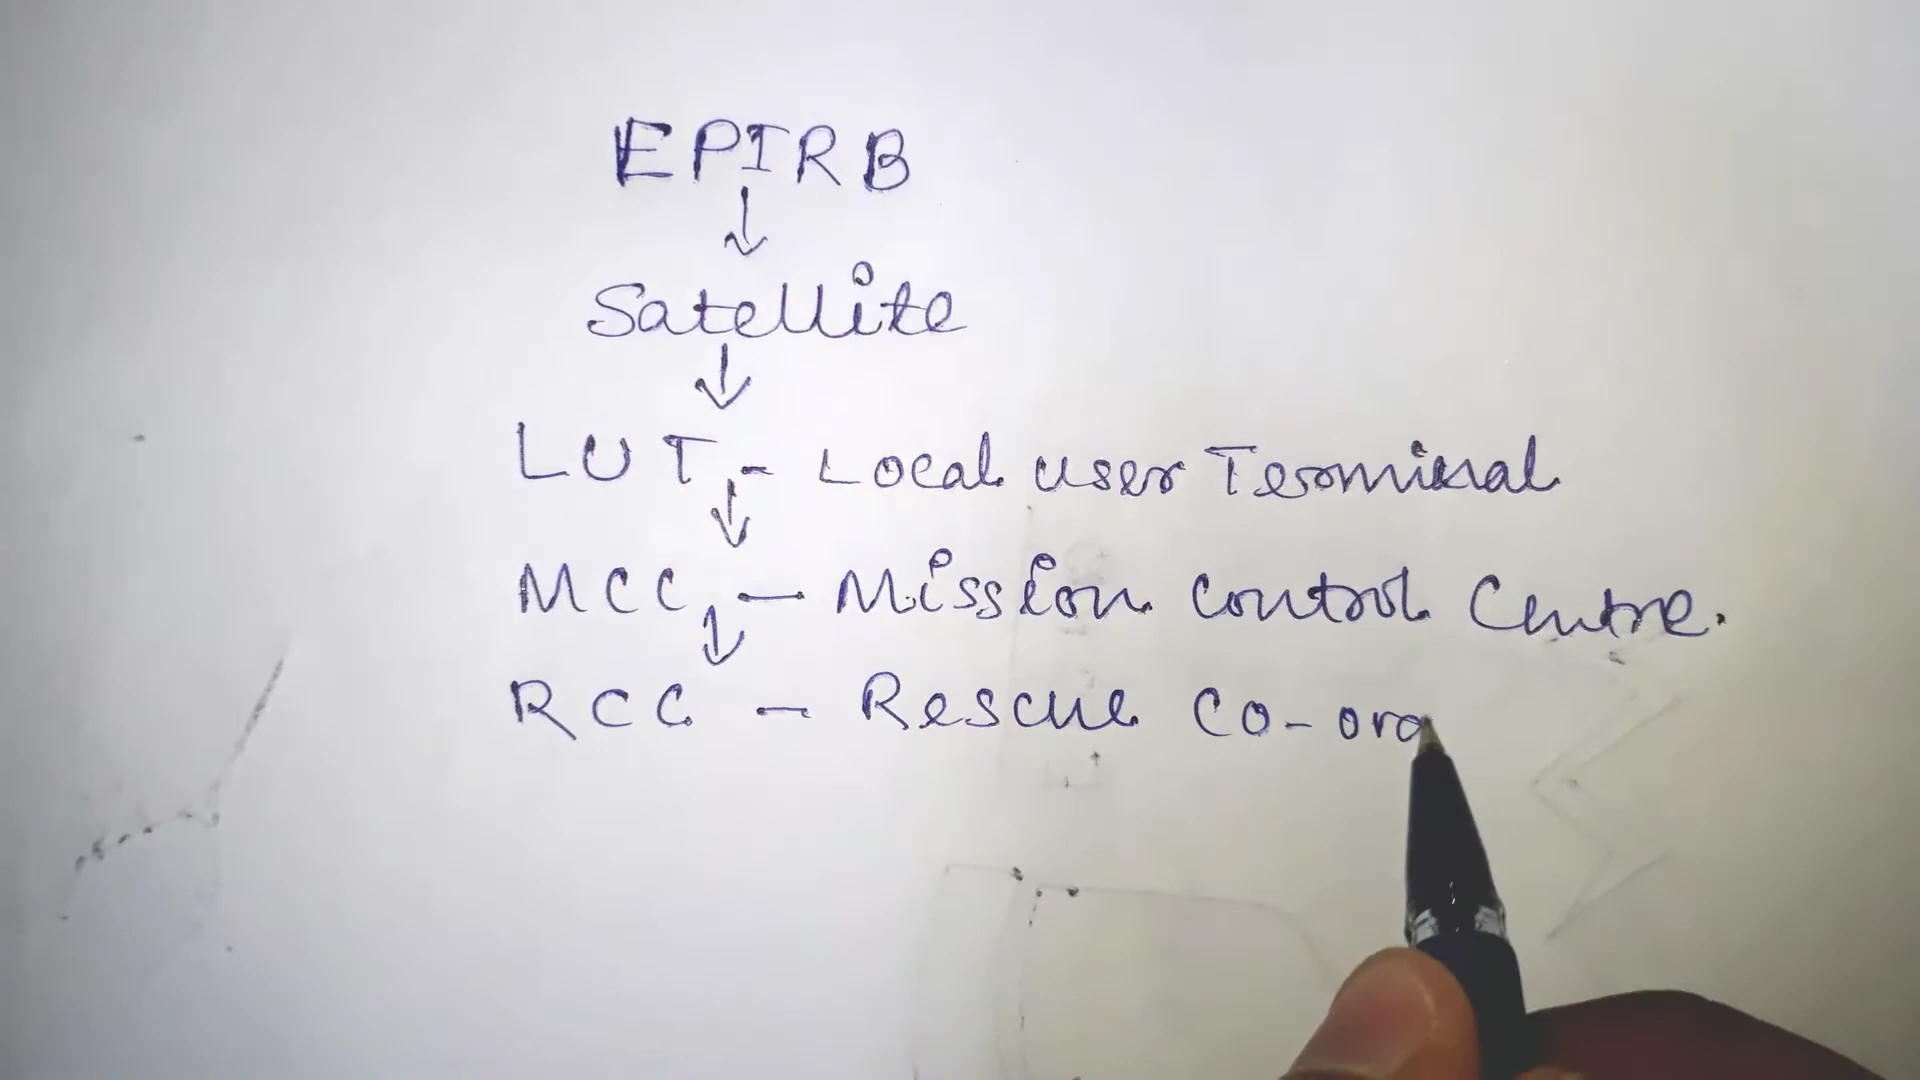 EPIRB
Satellite
LUT - Local user Terminal
MCC - Mission Control Centre.
RCC - Rescue Co-ord